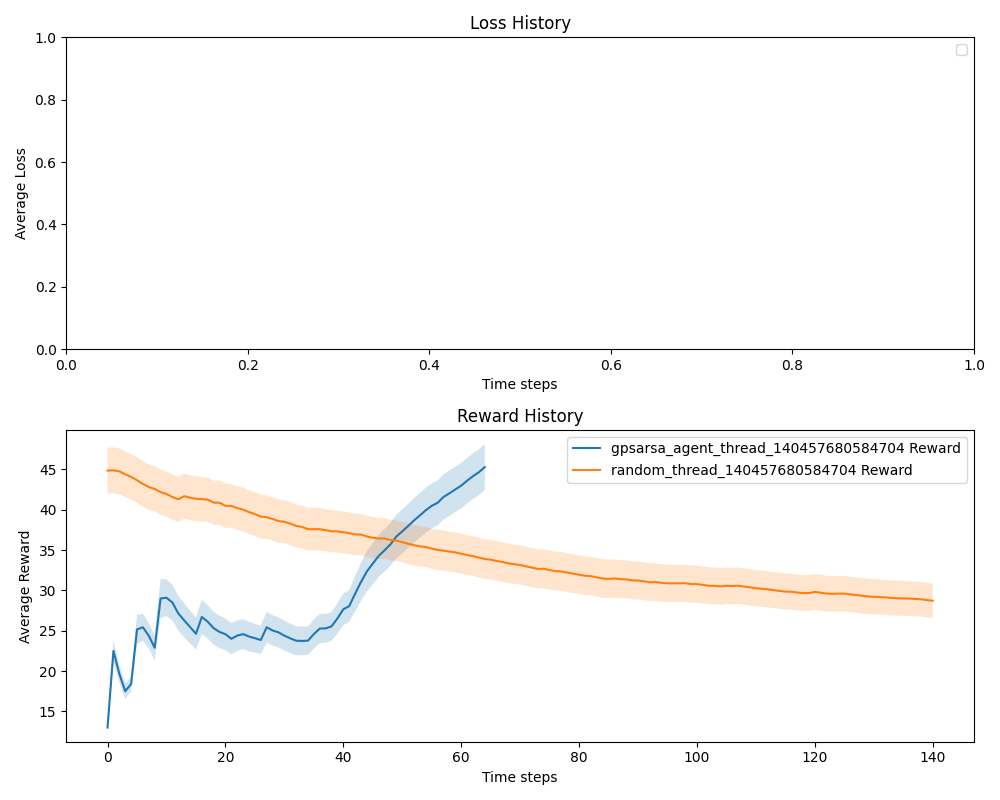 Loss History
1.0
0.8
0.6
0.4
0.2
0.0
Average Loss
0.0 0.2 0.4 0.6 0.8 1.0
Time steps
Reward History
gpsarsa_agent_thread_140457680584704 Reward
random_thread_140457680584704 Reward
45
40
35
30
25
20
15
Average Reward
0 20 40 60 80 100 120 140
Time steps